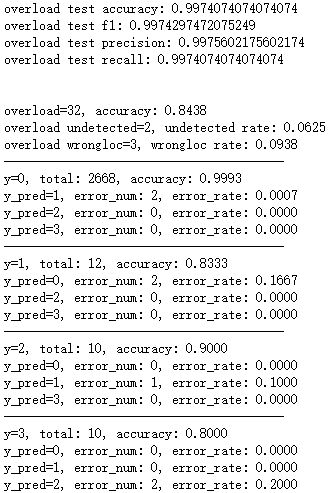 overload test accuracy: 0.9974074074074074
overload test f1: 0.9974297472075249
overload test precision: 0.9975602175602174
overload test recall: 0.9974074074074074
overload=32, accuracy: 0.8438
overload undetected=2, undetected rate: 0.0625
overload wrongloc=3, wrongloc rate: 0.0938
y=0, total: 2668, accuracy: 0.9993
y_pred=1, error_num: 2, error_rate: 0.0007
y_pred=2, error_num: 0, error_rate: 0.0000
y_pred=3, error_num: 0, error_rate: 0.0000
y=1, total: 12, accuracy: 0.8333
y_pred=0, error_num: 2, error_rate: 0.1667
y_pred=2, error_num: 0, error_rate: 0.0000
y_pred=3, error_num: 0, error_rate: 0.0000
y=2, total: 10, accuracy: 0.9000
y_pred=0, error_num: 0, error_rate: 0.0000
y_pred=1, error_num: 1, error_rate: 0.1000
y_pred=3, error_num: 0, error_rate: 0.0000
y=3, total: 10, accuracy: 0.8000
y_pred=0, error_num: 0, error_rate: 0.0000
y_pred=1, error_num: 0, error_rate: 0.0000
y_pred=2, error_num: 2, error_rate: 0.2000